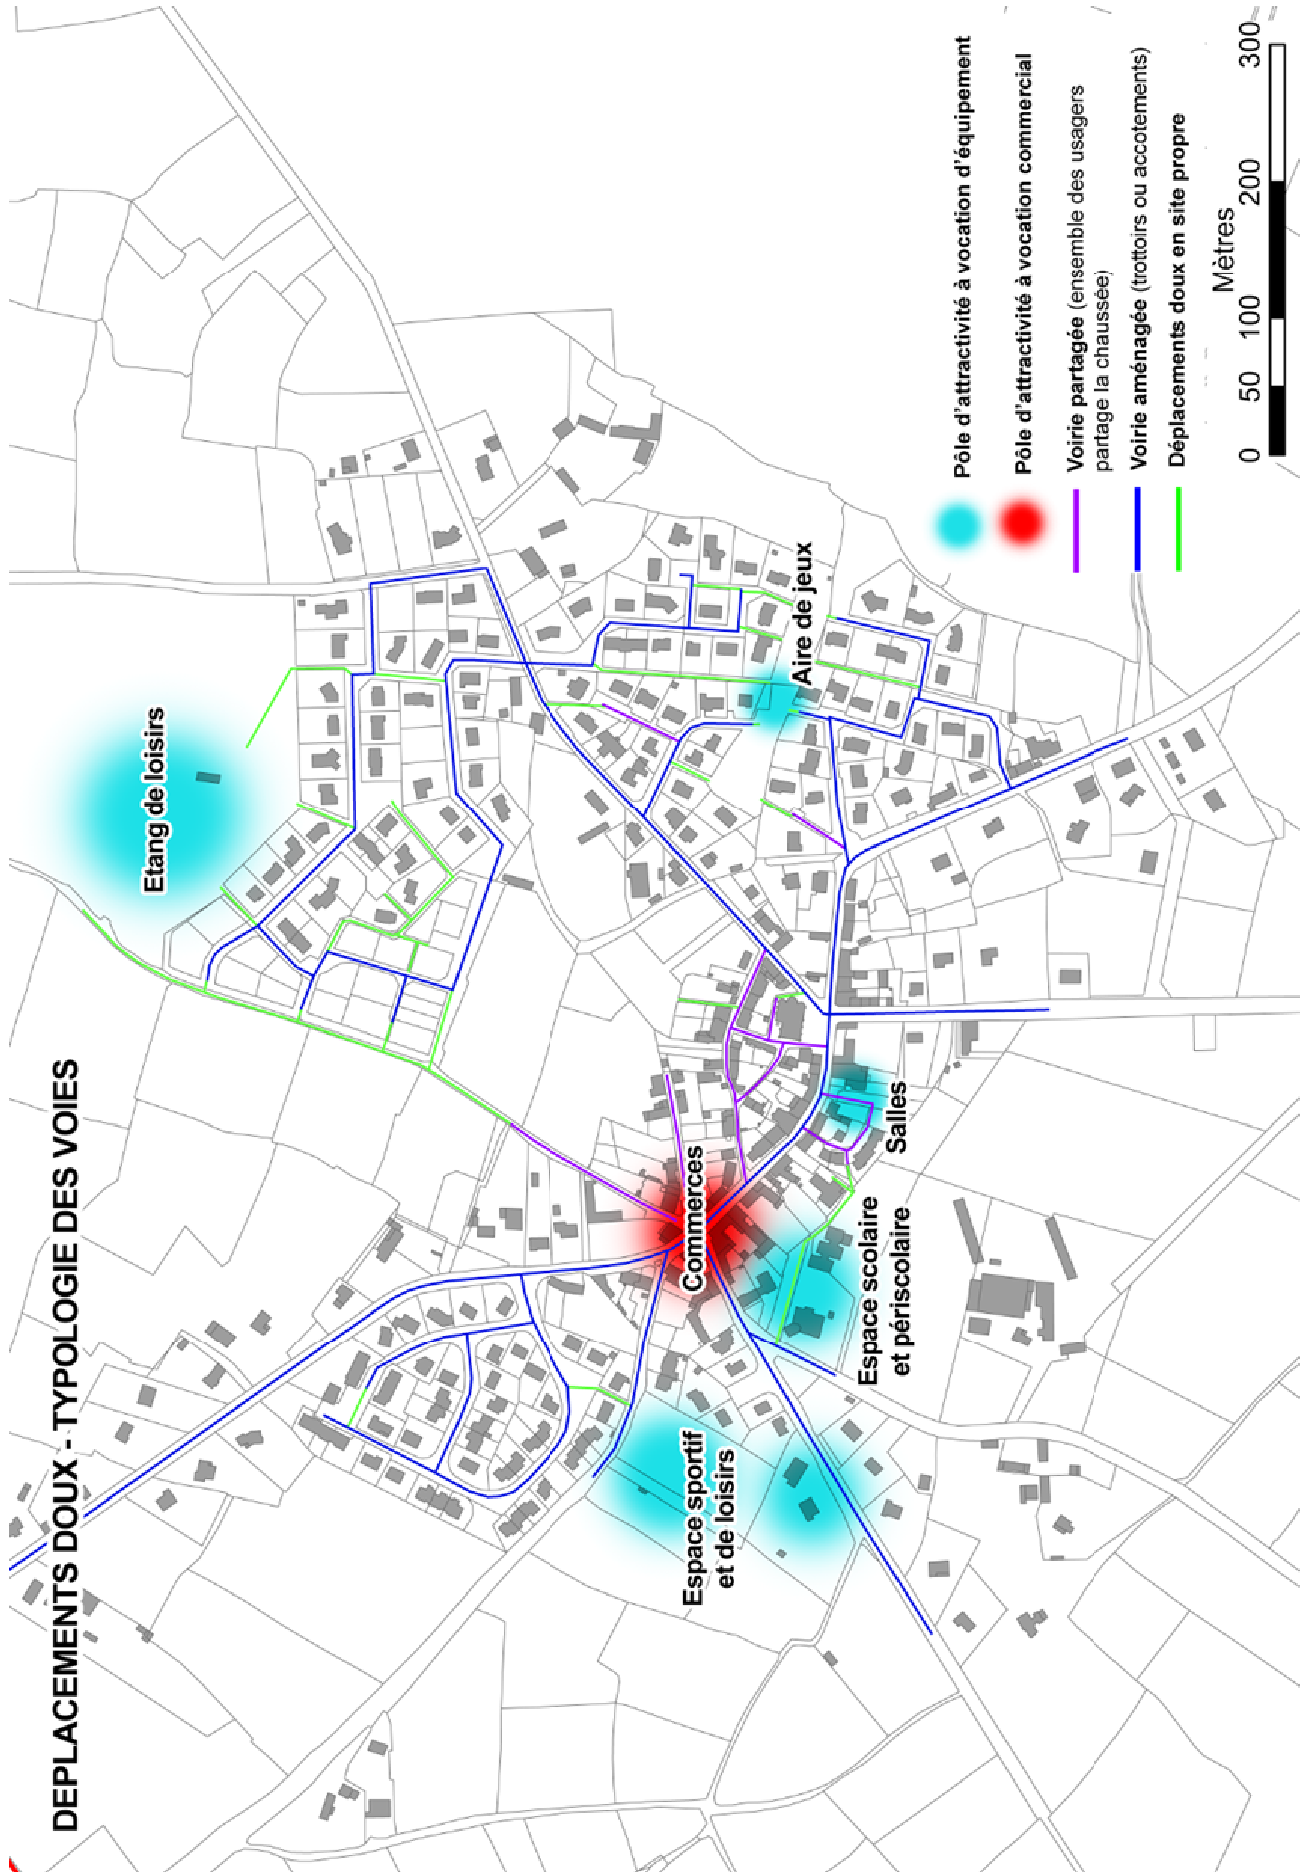 DEPLACEMENTS DOUX - TYPOLOGIE DES VOIES
Etang de loisirs
Commerces
Aire de jeux
Salles
Espace scolaire
et périscolaire
Espace sportif
et de loisirs
Pôle d'attractivité à vocation d'équipement
Pôle d'attractivité à vocation commercial
Voirie partagée (ensemble des usagers
partage la chaussée)
Voirie aménagée (trottoirs ou accotements)
Déplacements doux en site propre
Mètres
0 50 100 200 300